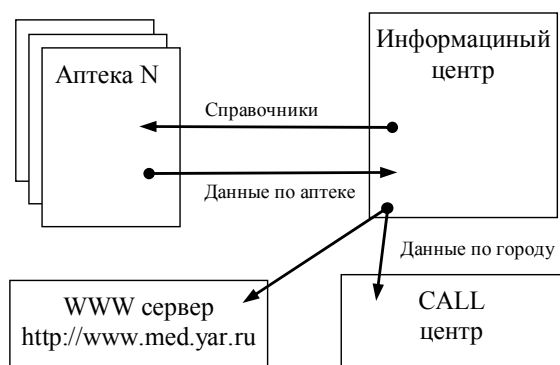 Аптека N
Информациный
центр
Справочники
Данные по аптеке
Данные по городу
WWW сервер
http://www.med.yar.ru
CALL
центр